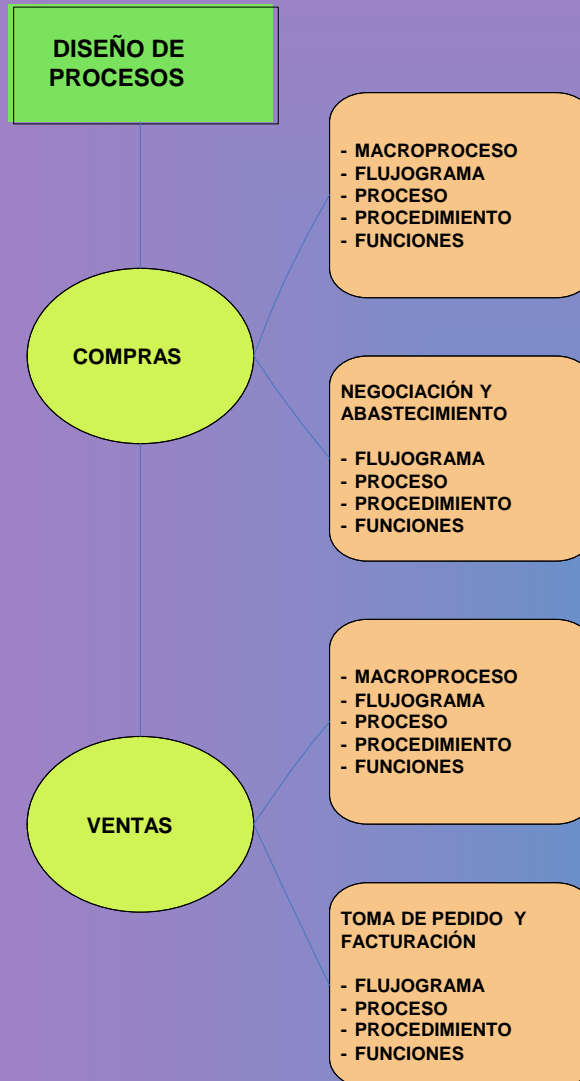 DISEÑO DE
PROCESOS
- MACROPROCESO
- FLUJOGRAMA
- PROCESO
- PROCEDIMIENTO
- FUNCIONES
COMPRAS
NEGOCIACIÓN Y
ABASTECIMIENTO
- FLUJOGRAMA
- PROCESO
- PROCEDIMIENTO
- FUNCIONES
- MACROPROCESO
- FLUJOGRAMA
- PROCESO
- PROCEDIMIENTO
- FUNCIONES
VENTAS
TOMA DE PEDIDO Y
FACTURACIÓN
- FLUJOGRAMA
- PROCESO
- PROCEDIMIENTO
- FUNCIONES